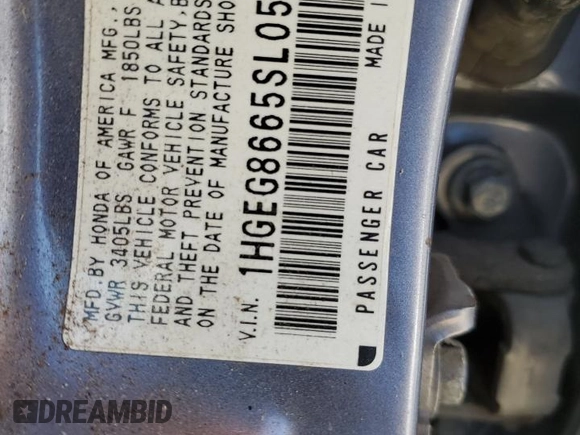 MFD.BY HONDA OF AMERICA MFG.,
GVWR 3405LBS GAWR F 1850LBS
THIS VEHICLE CONFORMS TO ALL A
FEDERAL MOTOR VEHICLE SAFETY, B
AND THEFT PREVENTION STANDARDS
ON THE DATE OF MANUFACTURE SHO
V.I.N. 1HGEG8665SL05
PASSENGER CAR MADE I
DREAMBID